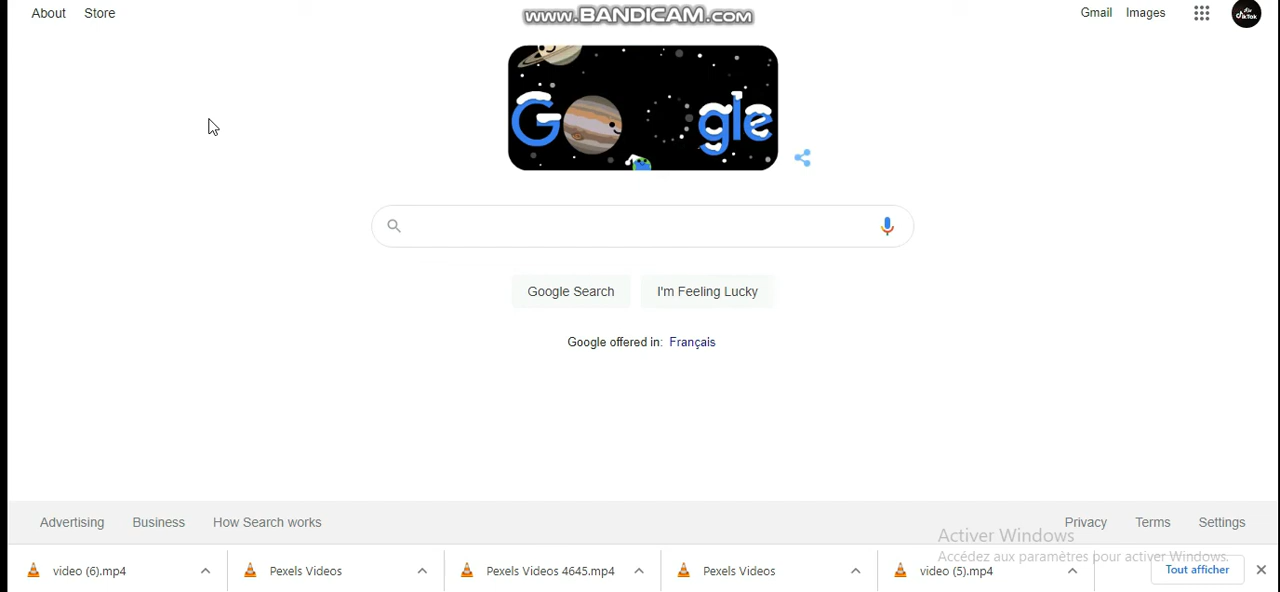 About Store
www.BANDICAM.com
Gmail Images
Google
Google Search I'm Feeling Lucky
Google offered in: Français
Advertising Business How Search works
Privacy Terms Settings
Activer Windows
Accédez aux paramètres pour activer Windows.
video (6).mp4 Pexels Videos Pexels Videos 4645.mp4 Pexels Videos video (5).mp4 Tout afficher